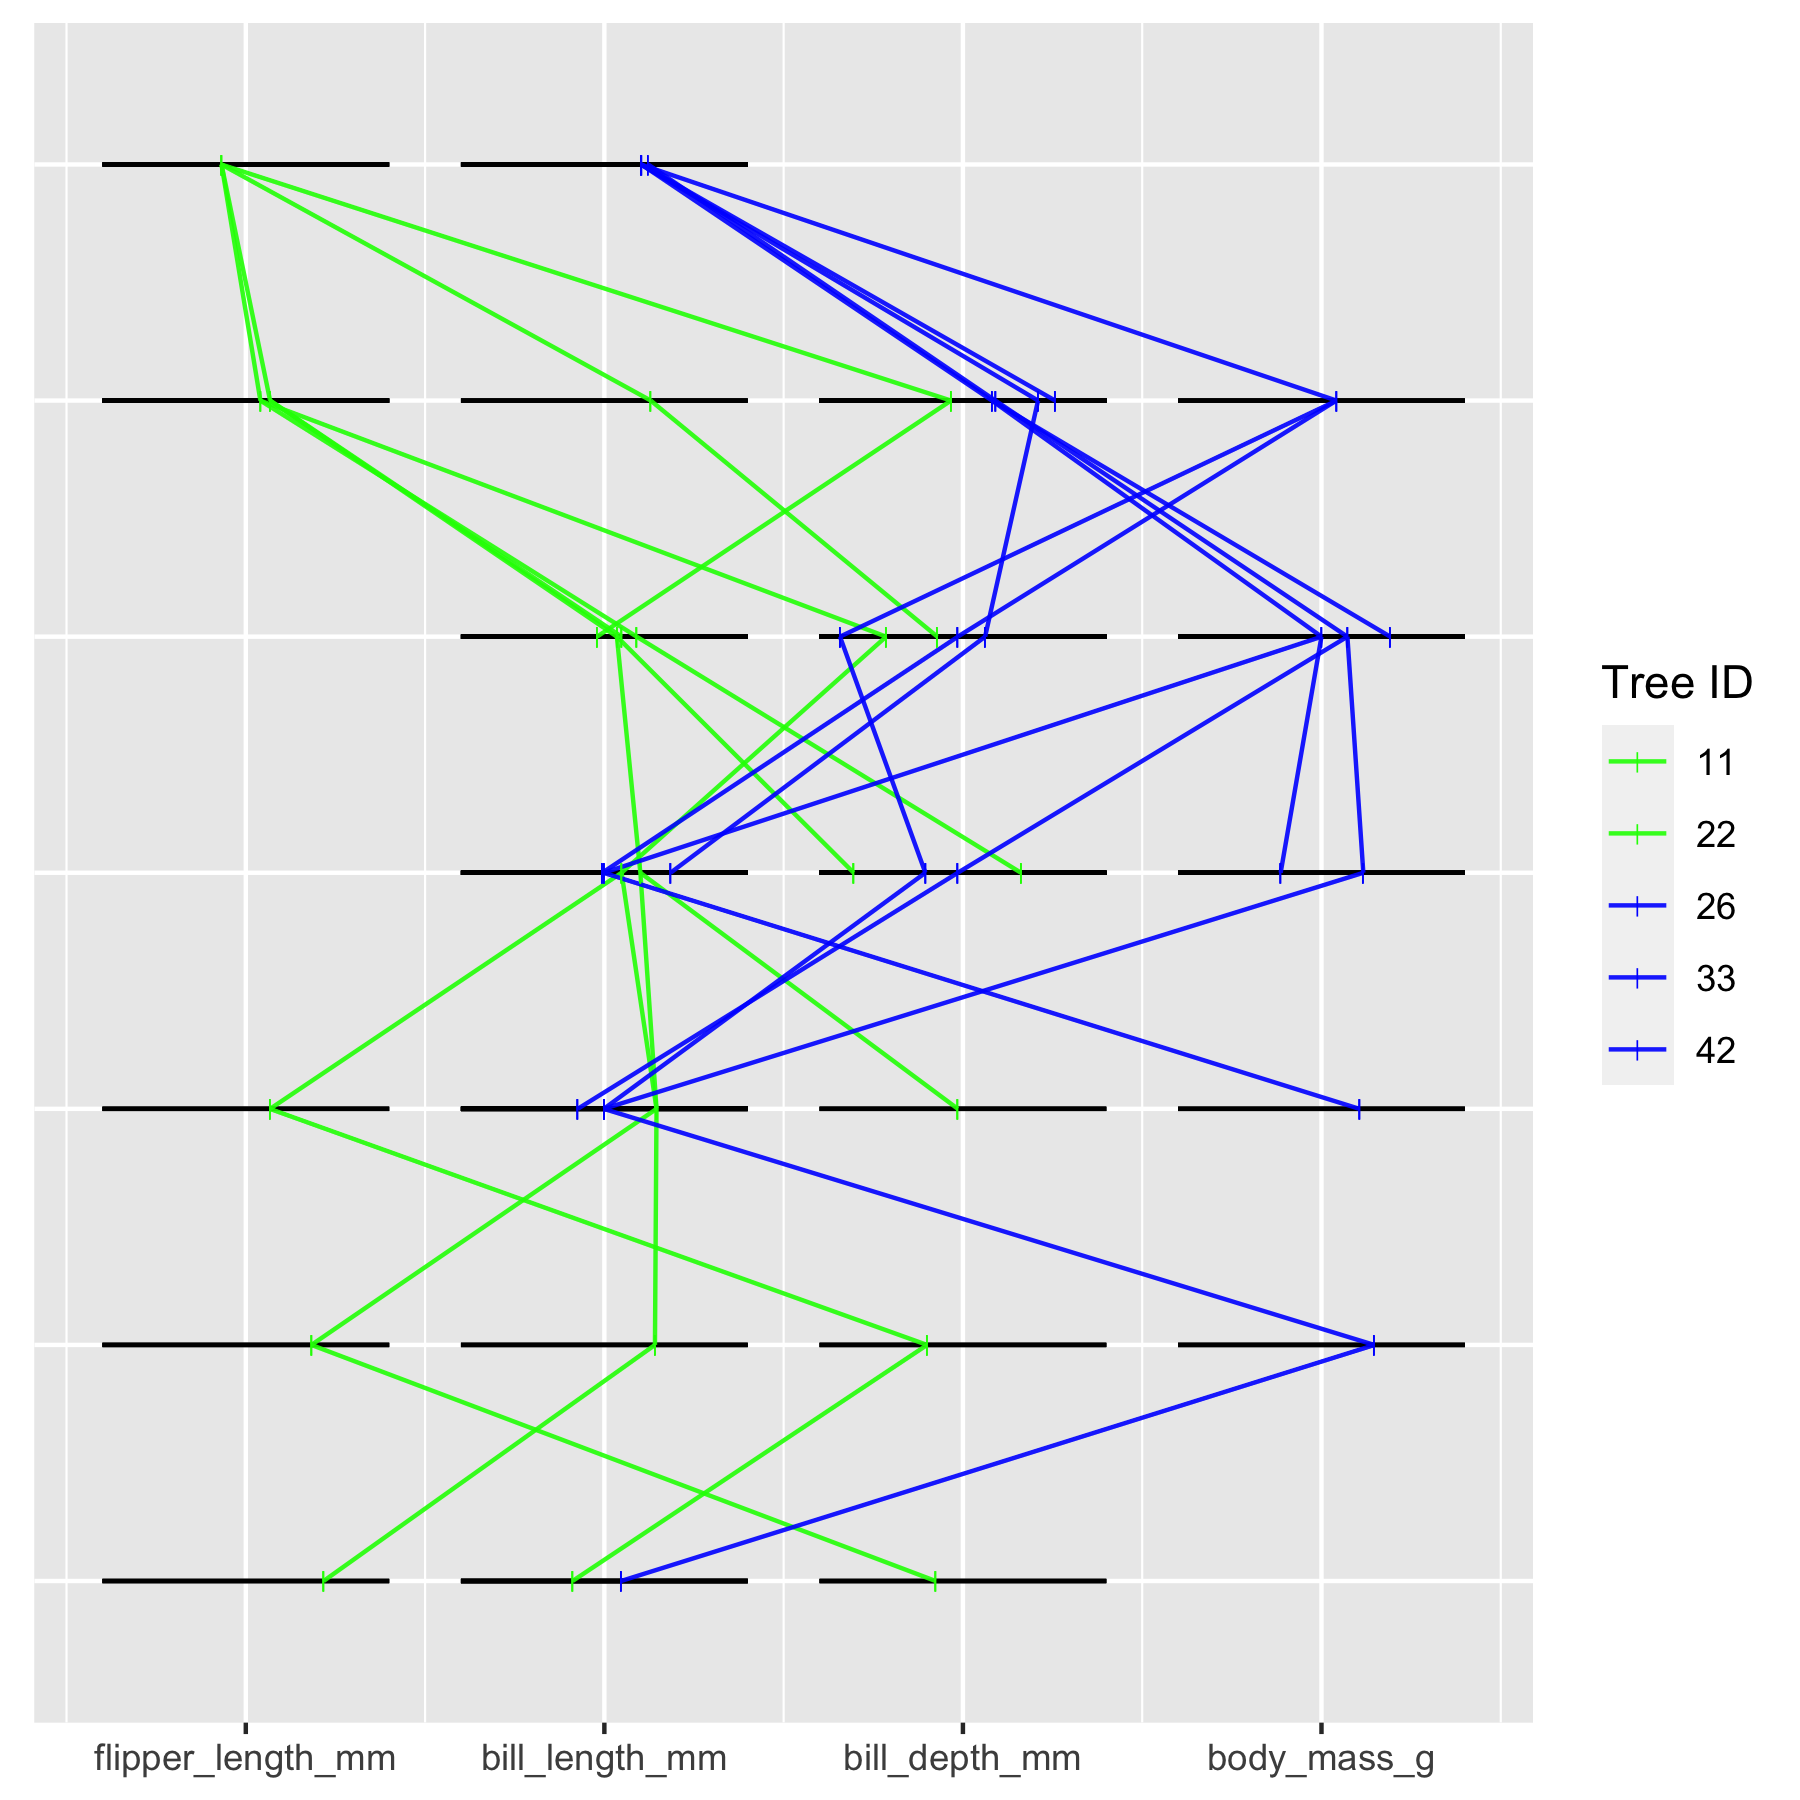 Tree ID
11
22
26
33
42
flipper_length_mm bill_length_mm bill_depth_mm body_mass_g